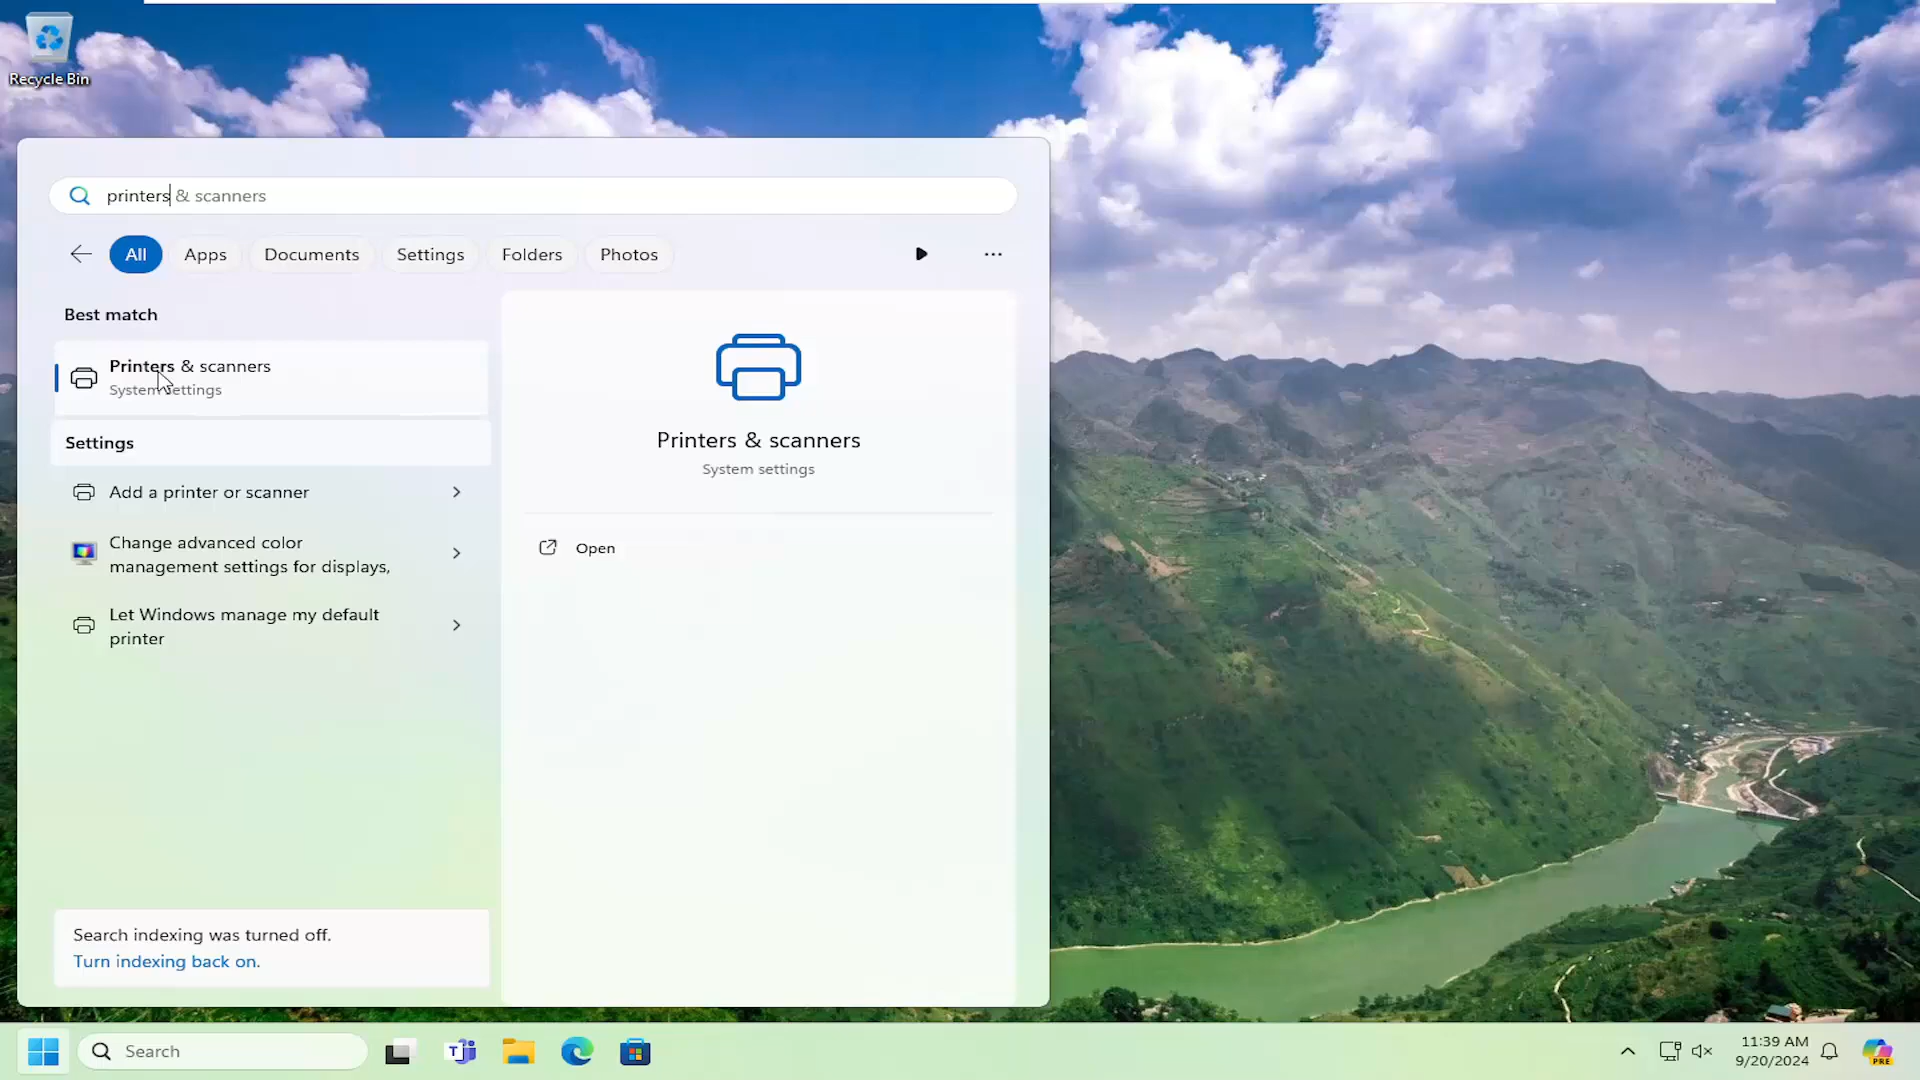 Recycle Bin
printers & scanners
All
Apps
Documents
Settings
Folders
Photos
Best match
Printers & scanners
System settings
Settings
Add a printer or scanner
Change advanced color
management settings for displays,
Let Windows manage my default
printer
Printers & scanners
System settings
Open
Search indexing was turned off.
Turn indexing back on.
Search
11:39 AM
9/20/2024
PRE